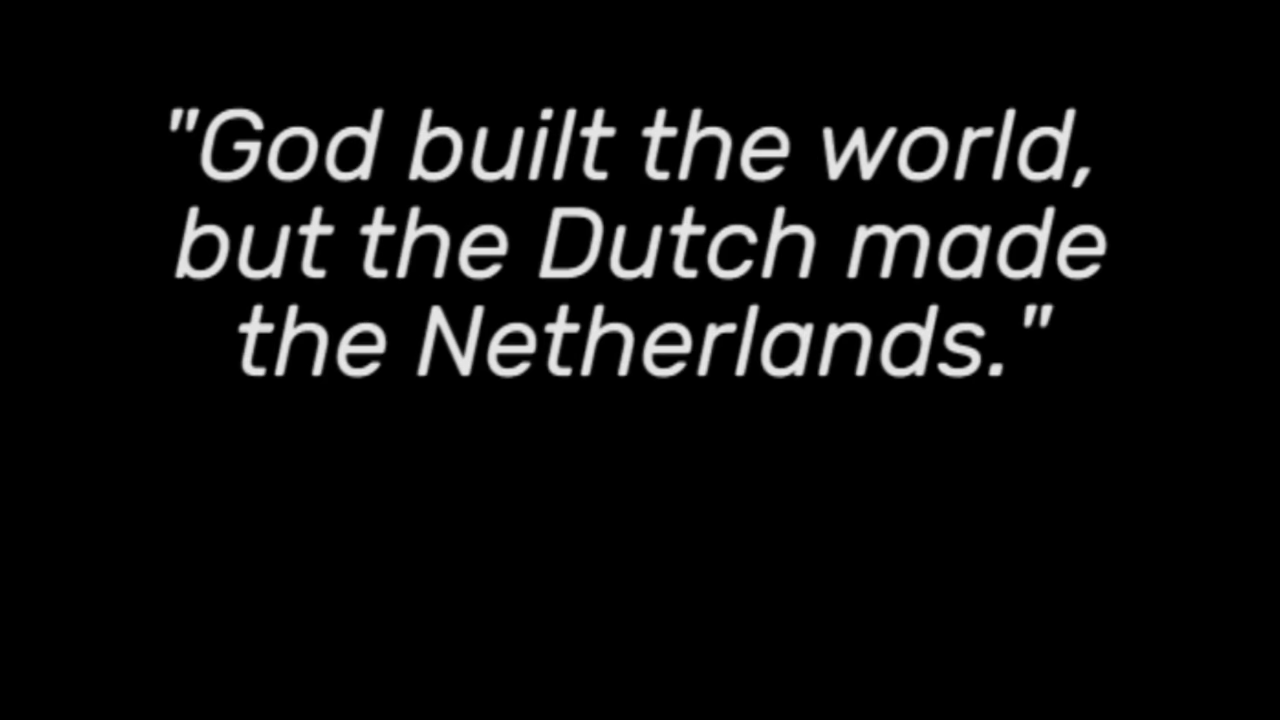 "God built the world,
but the Dutch made
the Netherlands."